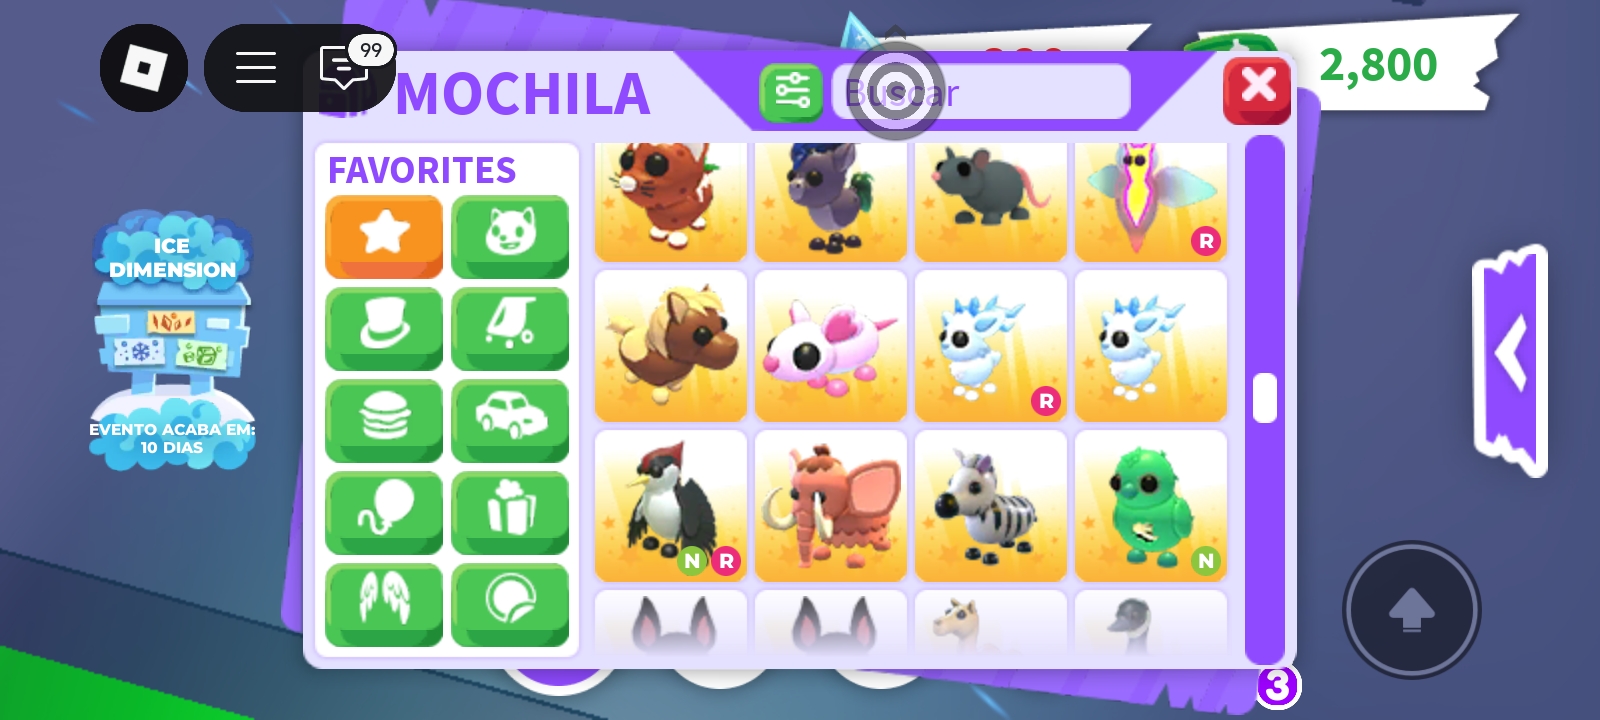 99
MOCHILA
Buscar
2,800
FAVORITES
R
ICE
DIMENSION
R
EVENTO ACABA EM:
10 DIAS
N R
N
3